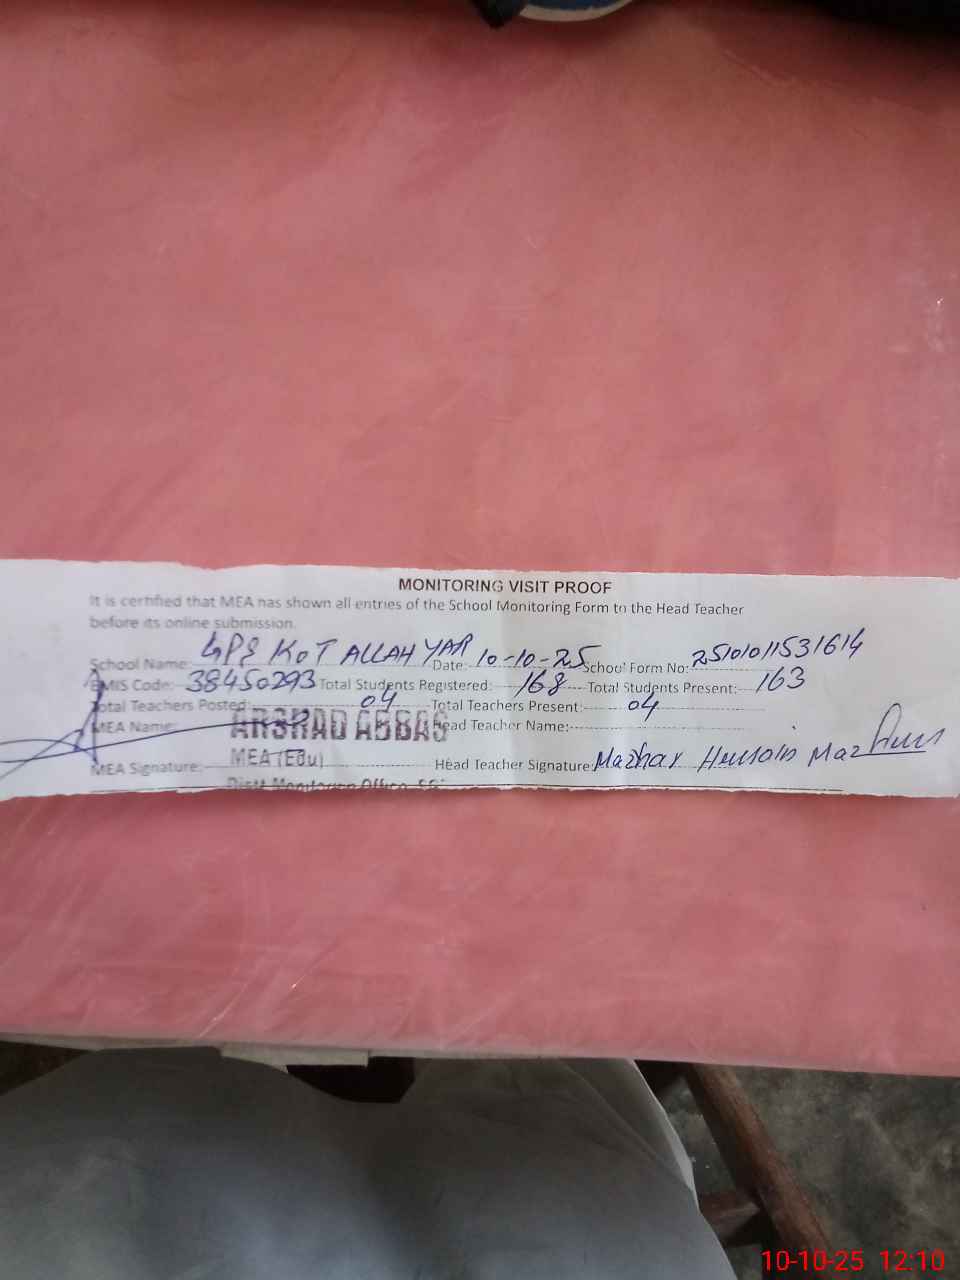 MONITORING VISIT PROOF
It is certified that MEA has shown all entries of the School Monitoring Form to the Head Teacher
before its online submission.
School Name: GPS KOT ALLAH YAR Date: 10-10-25 School Form No: 25101011531614
EMIS Code: 38450293 Total Students Registered: 168 Total Students Present: 163
Total Teachers Posted: 04 Total Teachers Present: 04
MEA Name: ARSHAD ABBAS Head Teacher Name:
MEA Signature: MEA (Edu) Head Teacher Signature: Mazhar Hussain
Distt Monitoring Office
10-10-25 12:10